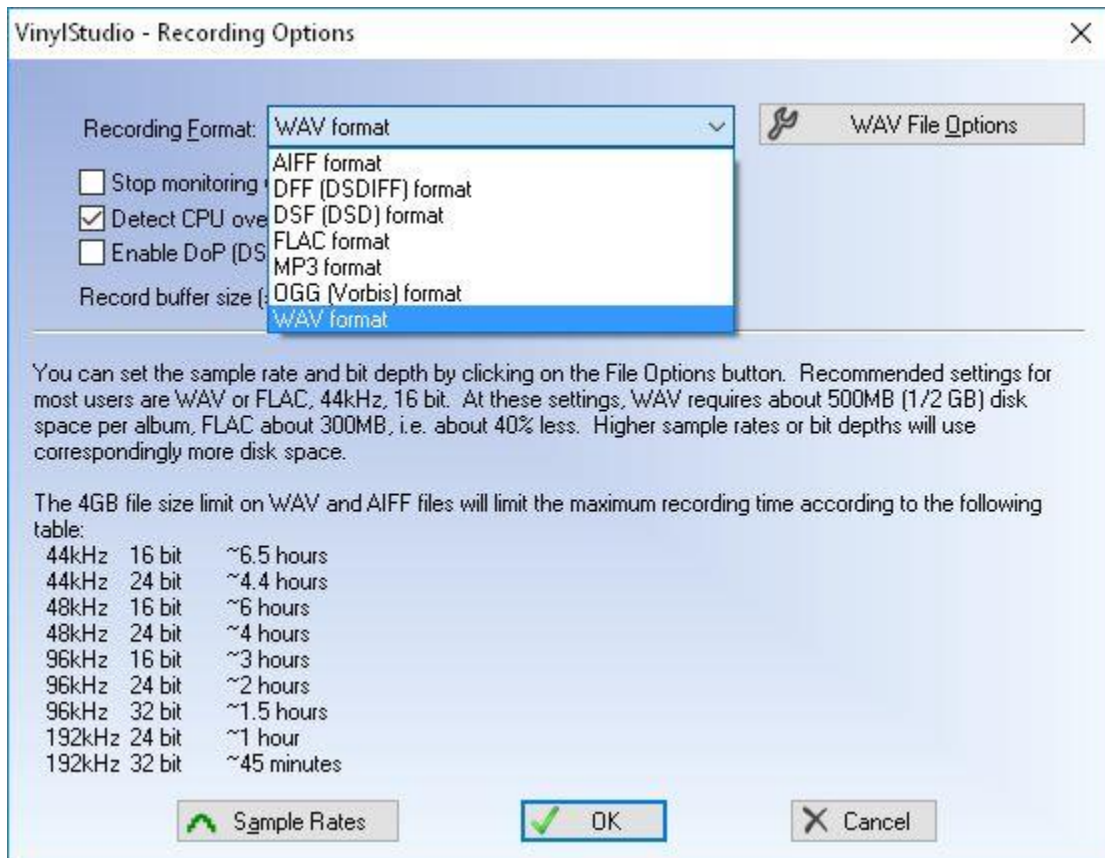 VinylStudio - Recording Options
Recording Format: WAV format
WAV File Options
AIFF format
DFF (DSDIFF) format
DSF (DSD) format
FLAC format
MP3 format
OGG (Vorbis) format
WAV format
Stop monitoring
Detect CPU ove
Enable DoP (DS
Record buffer size (
You can set the sample rate and bit depth by clicking on the File Options button. Recommended settings for
most users are WAV or FLAC, 44kHz, 16 bit. At these settings, WAV requires about 500MB (1/2 GB) disk
space per album, FLAC about 300MB, i.e. about 40% less. Higher sample rates or bit depths will use
correspondingly more disk space.
The 4GB file size limit on WAV and AIFF files will limit the maximum recording time according to the following
table:
44kHz 16 bit ~6.5 hours
44kHz 24 bit ~4.4 hours
48kHz 16 bit ~6 hours
48kHz 24 bit ~4 hours
96kHz 16 bit ~3 hours
96kHz 24 bit ~2 hours
96kHz 32 bit ~1.5 hours
192kHz 24 bit ~1 hour
192kHz 32 bit ~45 minutes
Sample Rates
OK
Cancel